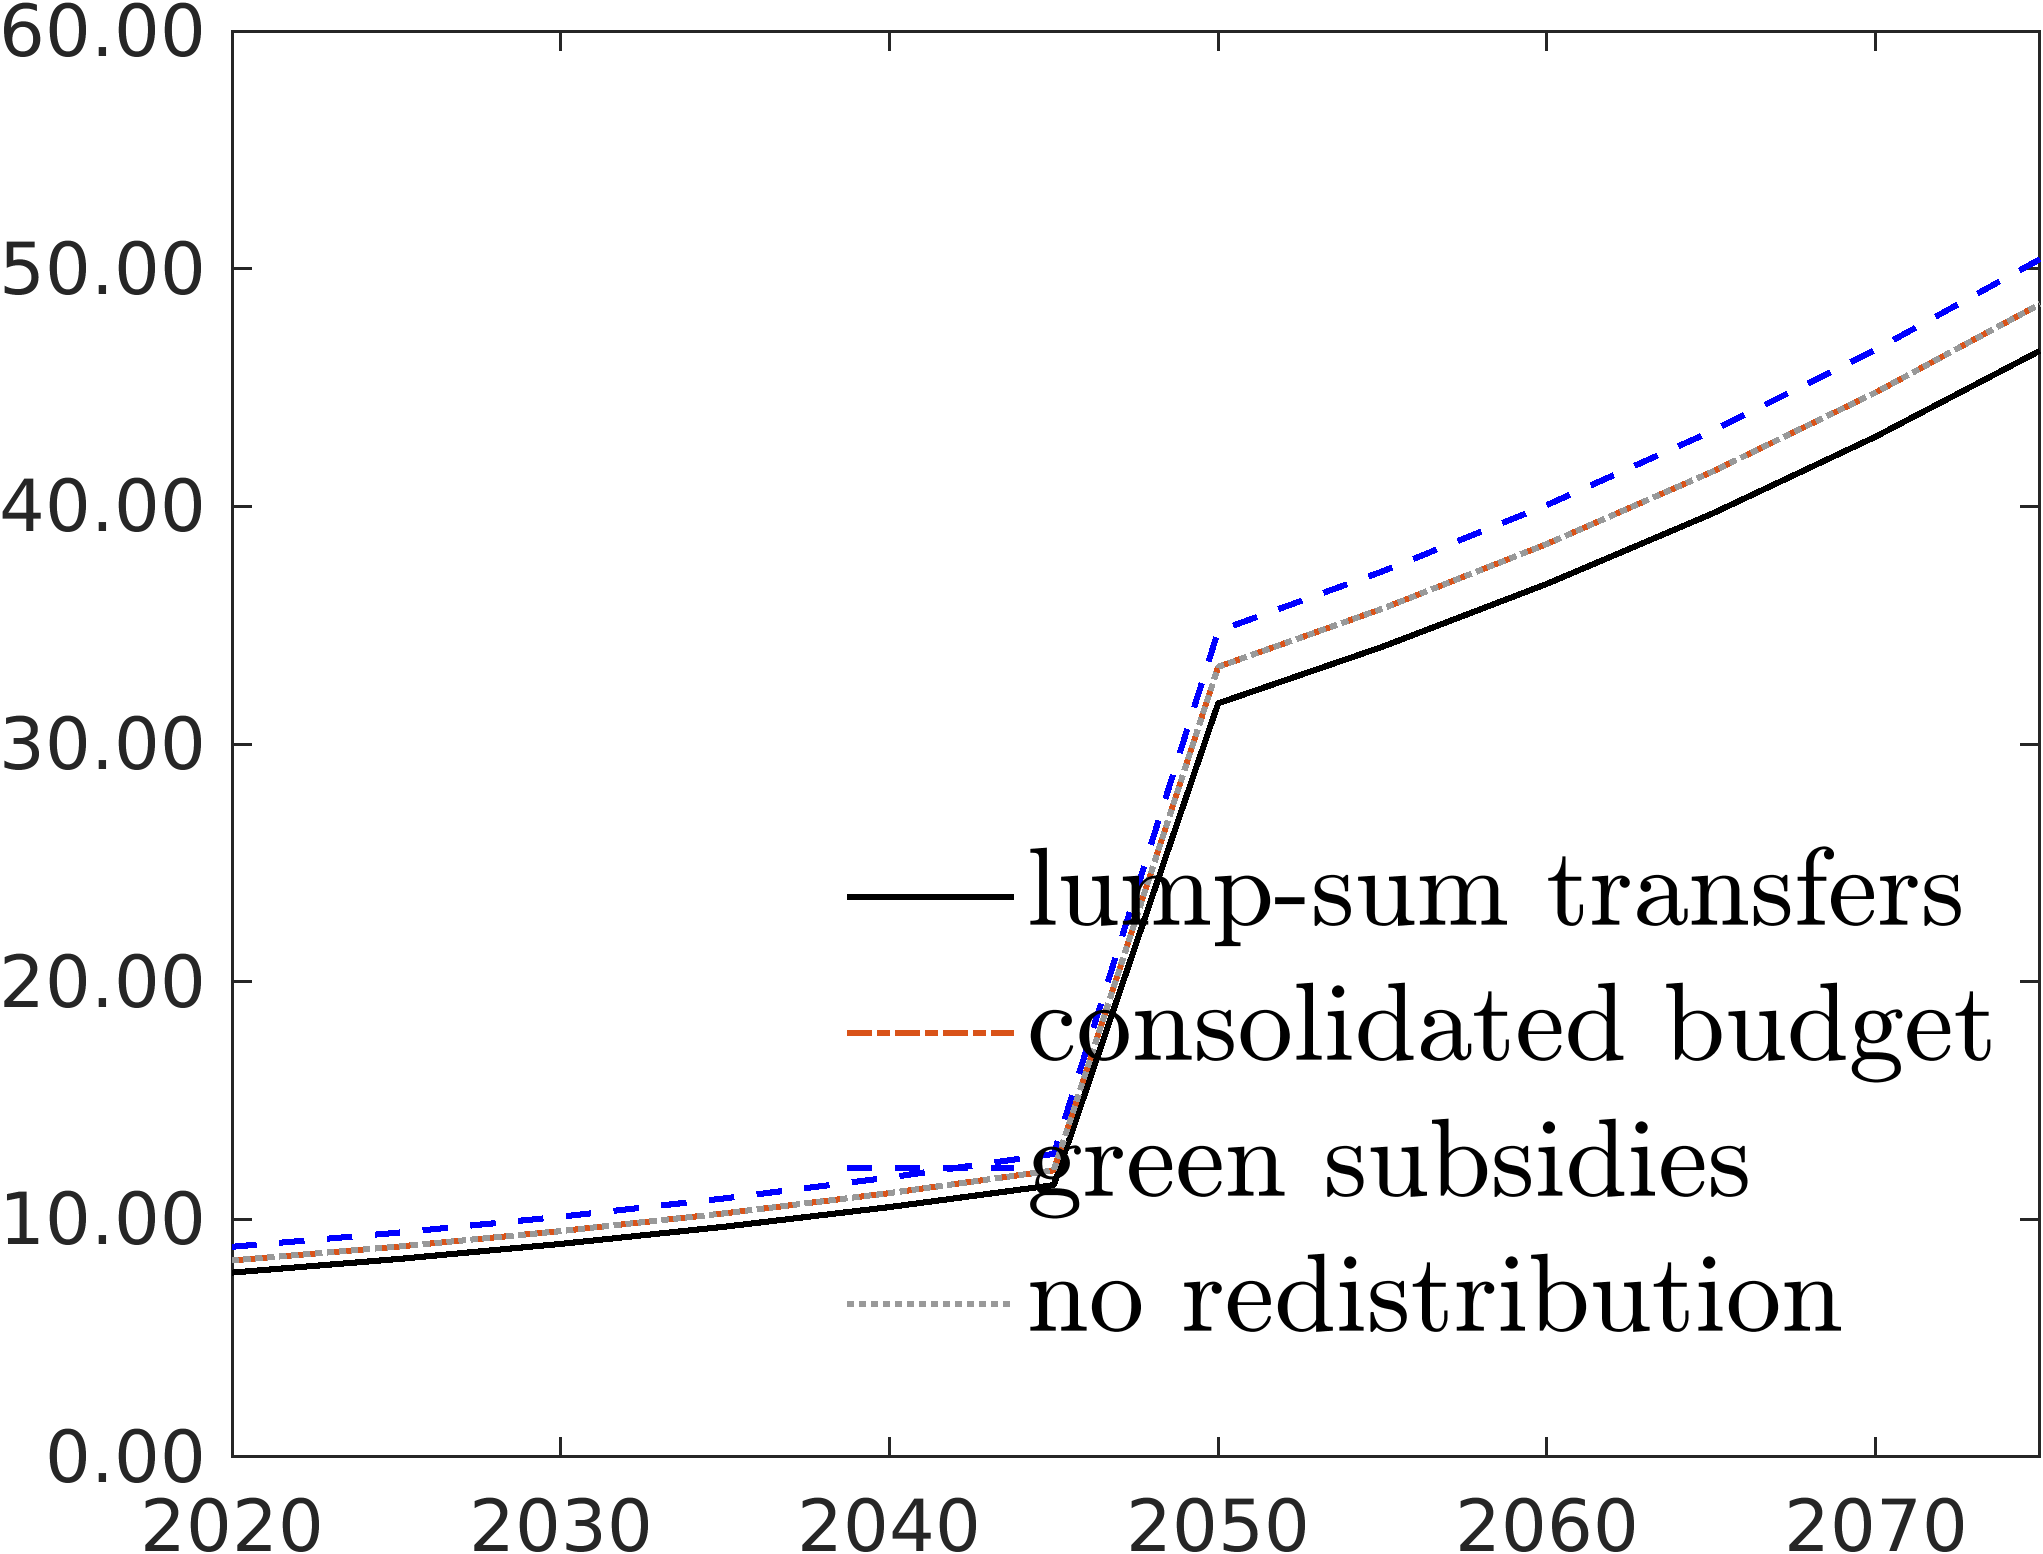 60.00
50.00
40.00
30.00
20.00
10.00
0.00
2020 2030 2040 2050 2060 2070
lump-sum transfers
consolidated budget
green subsidies
no redistribution